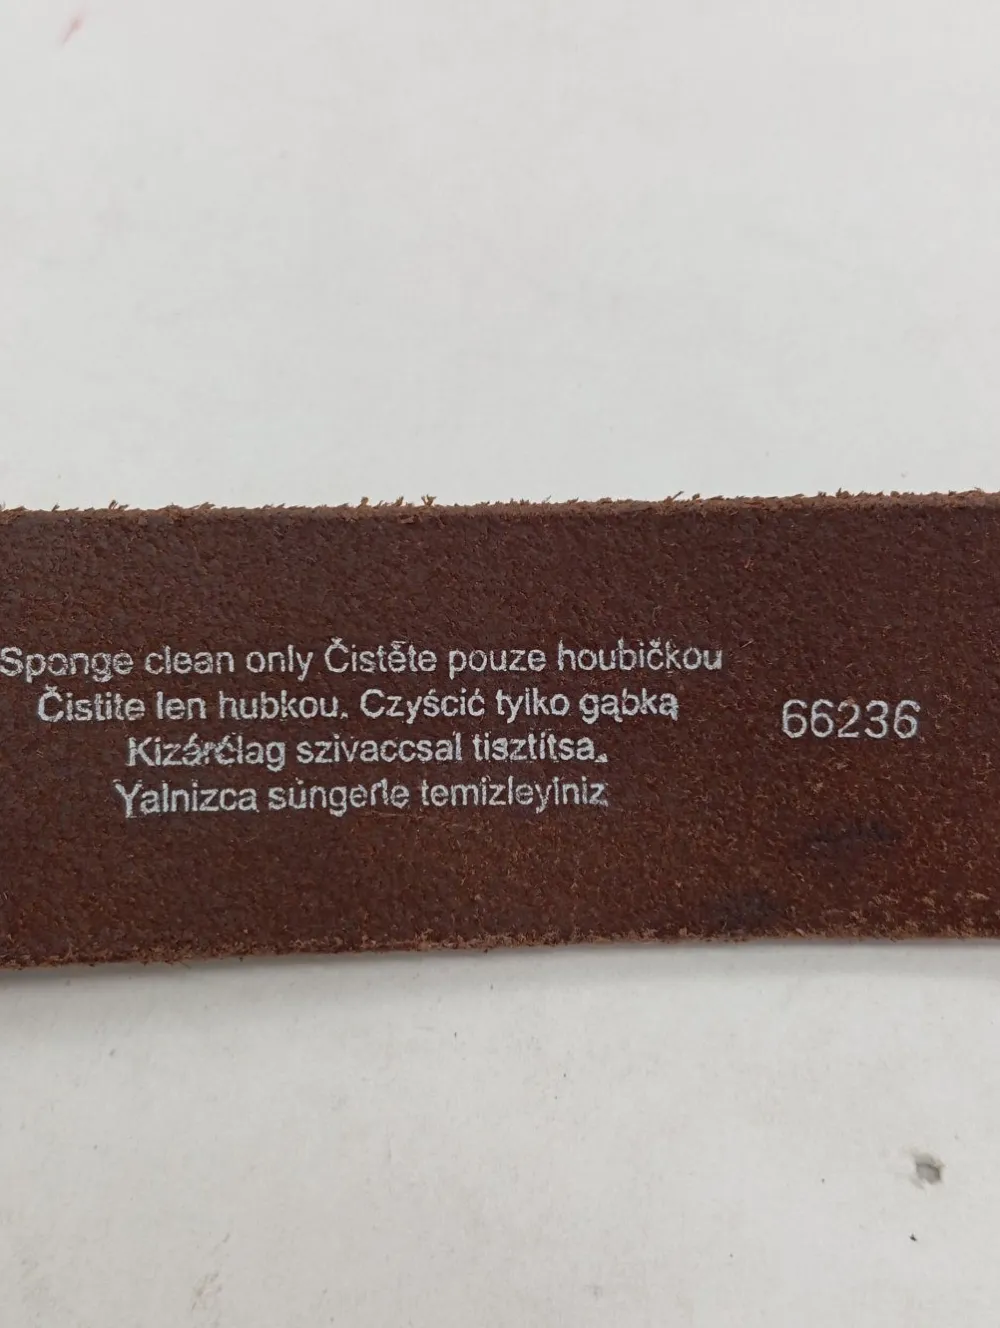 Sponge clean only Čistěte pouze houbičkou
Čistite len hubkou. Czyścić tylko gąbką
Kizárólag szivaccsal tisztítsa.
Yalnizca süngerle temizleyiniz
66236